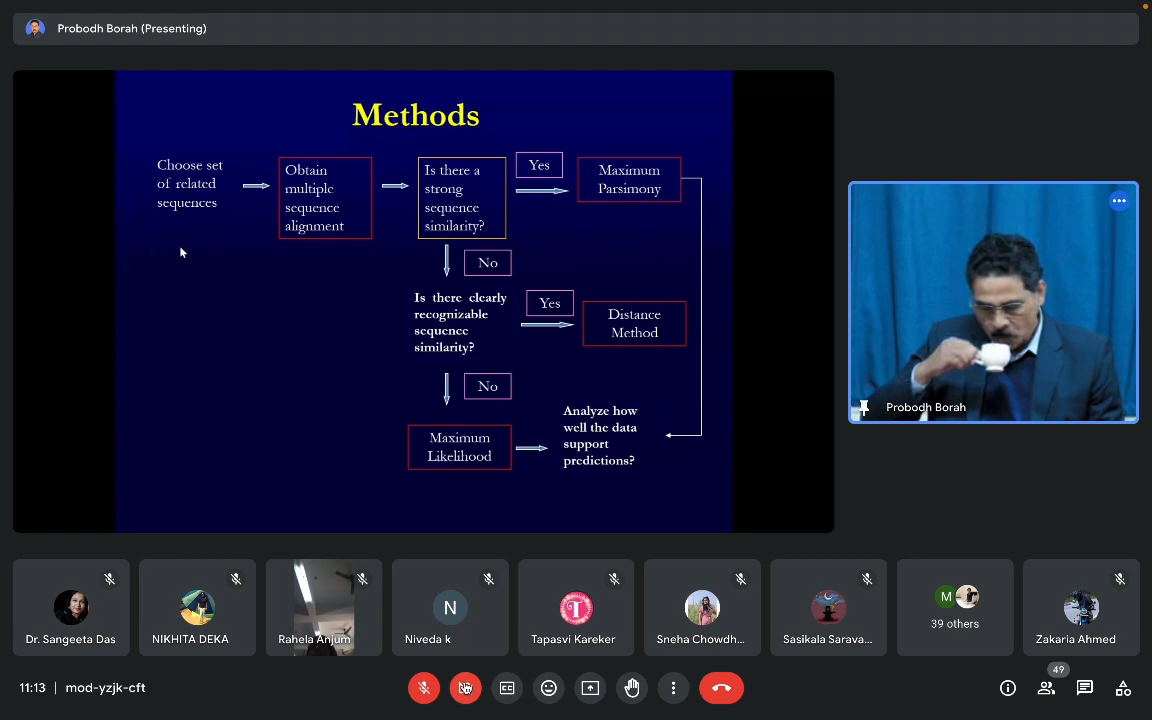 Probodh Borah (Presenting)
Methods
Choose set
of related
sequences
Obtain
multiple
sequence
alignment
Is there a
strong
sequence
similarity?
Yes
Maximum
Parsimony
No
Is there clearly
recognizable
sequence
similarity?
Yes
Distance
Method
No
Maximum
Likelihood
Analyze how
well the data
support
predictions?
Probodh Borah
Dr. Sangeeta Das
NIKHITA DEKA
Rahela Anjum
N
Niveda k
T
Tapasvi Kareker
Sneha Chowdh...
Sasikala Sarava...
M
39 others
Zakaria Ahmed
11:13 | mod-yzjk-cft
CC
49